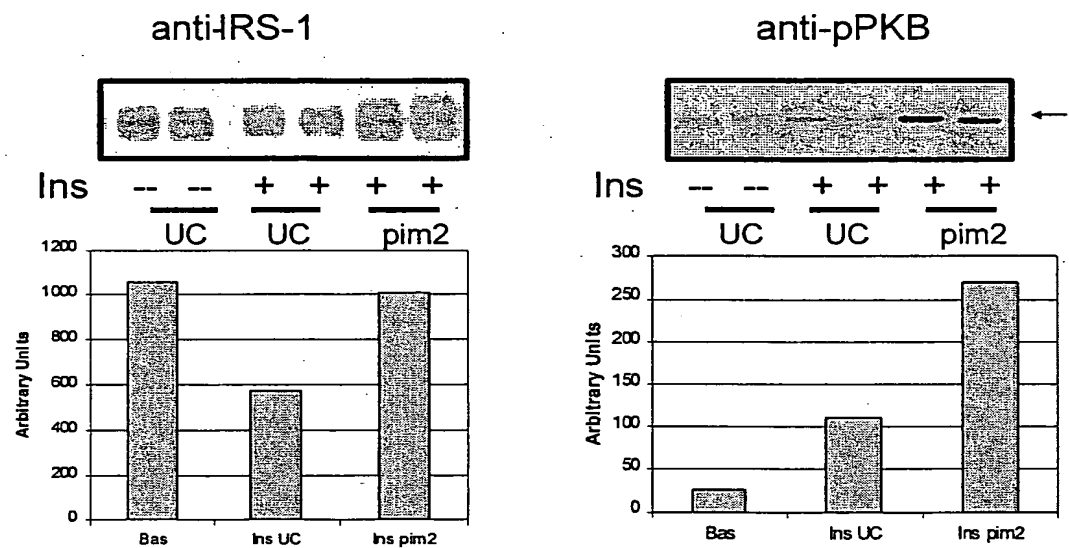 anti-IRS-1
Ins -- -- + + + +
UC UC pim2
1200
1000
800
600
400
200
0
Arbitrary Units
Bas Ins UC Ins pim2
anti-pPKB
Ins -- -- + + + +
UC UC pim2
300
250
200
150
100
50
0
Arbitrary Units
Bas Ins UC Ins pim2